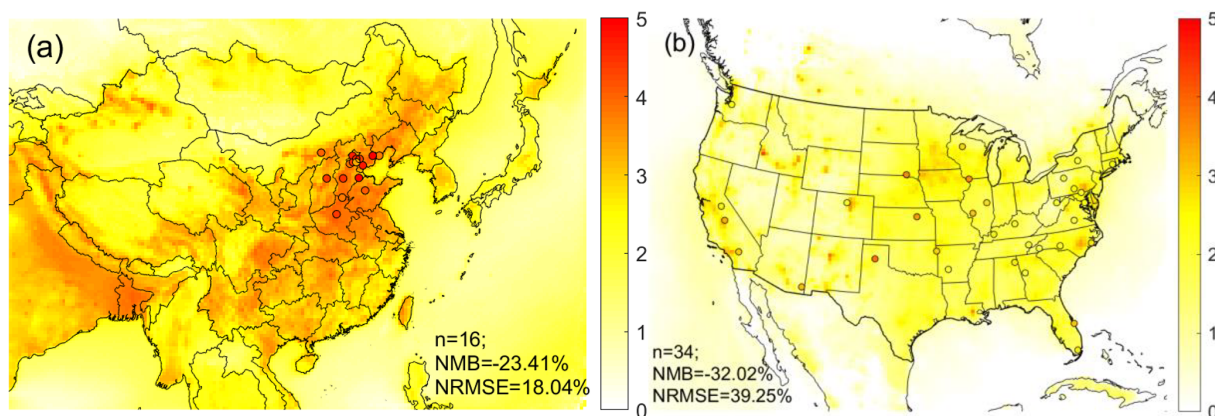 (a)
n=16;
NMB=-23.41%
NRMSE=18.04%
5
4
3
2
1
0
(b)
n=34;
NMB=-32.02%
NRMSE=39.25%
5
4
3
2
1
0